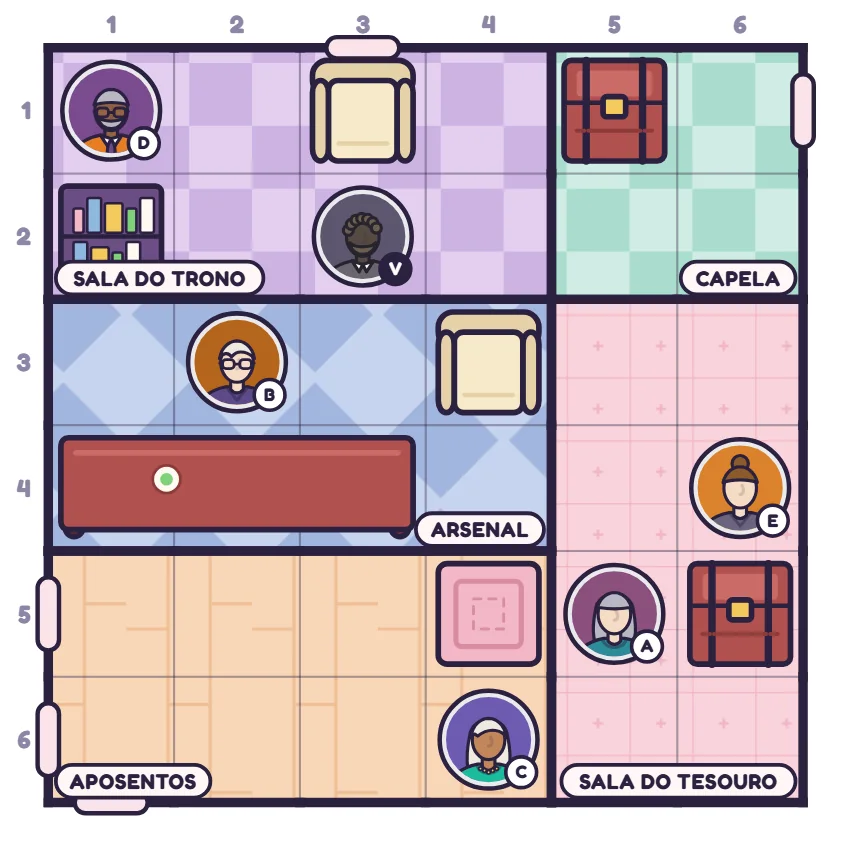 1 2 3 4 5 6
1
D
2
V
SALA DO TRONO
CAPELA
3
B
4
E
ARSENAL
5
A
6
C
APOSENTOS
SALA DO TESOURO